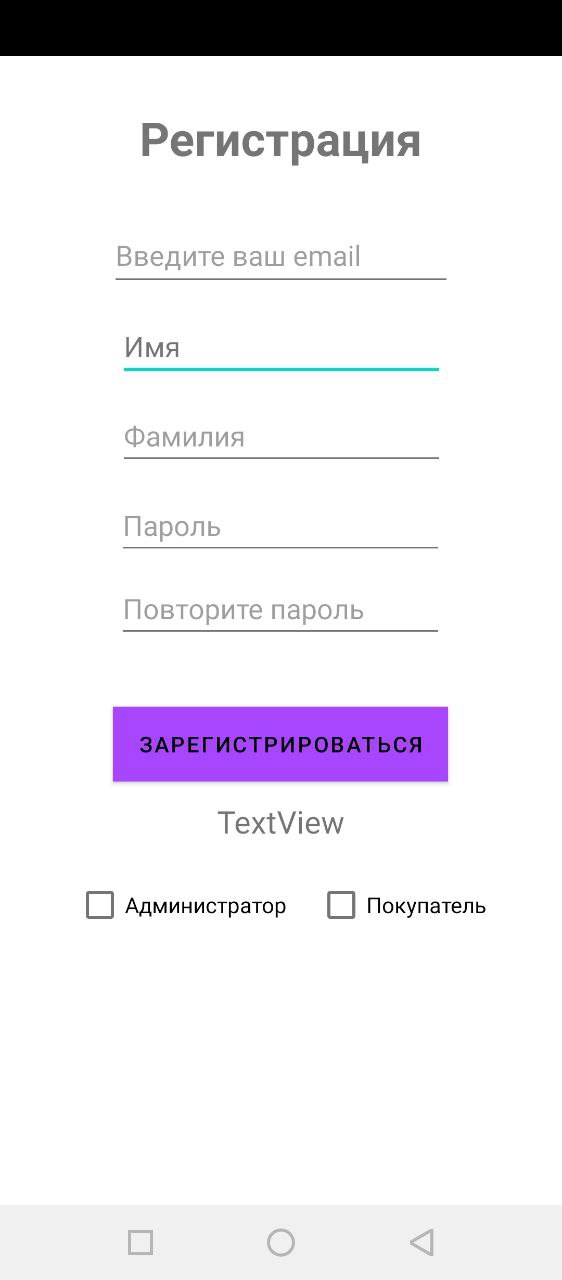 Регистрация
Введите ваш email
Имя
Фамилия
Пароль
Повторите пароль
ЗАРЕГИСТРИРОВАТЬСЯ
TextView
Администратор Покупатель